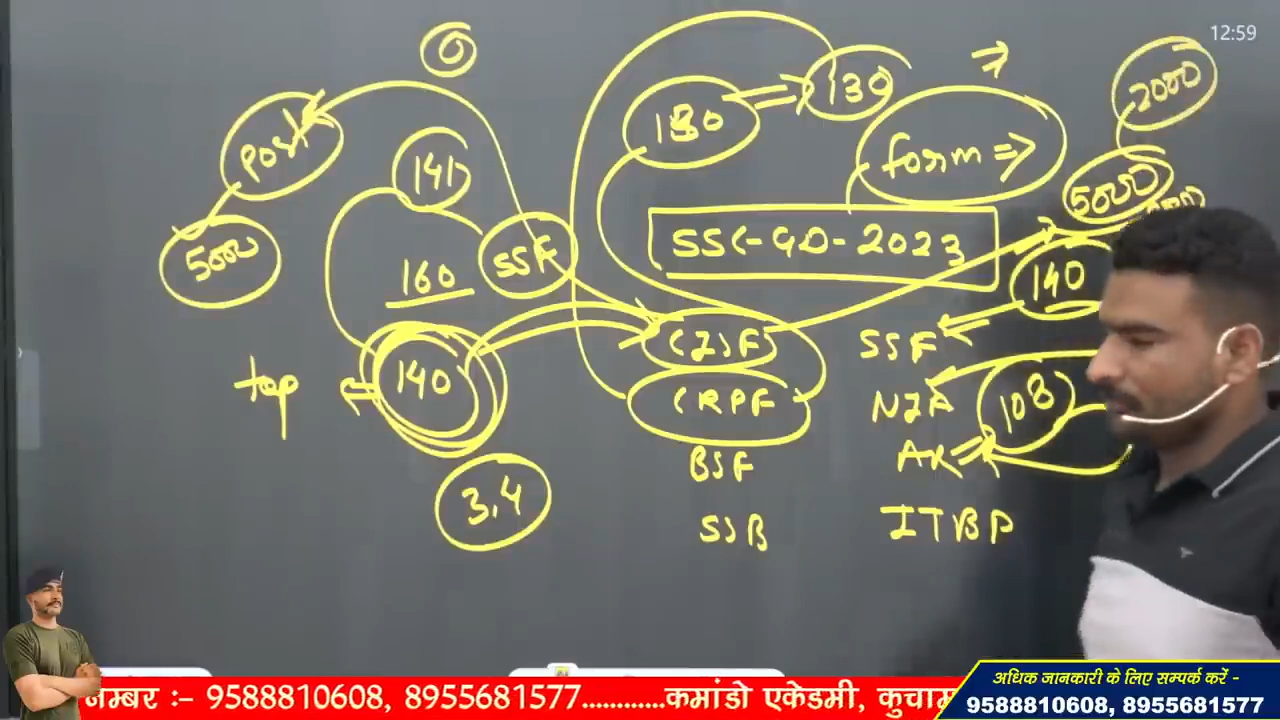 12:59
0
130
2000
180
post
form ⇒
141
5000
SSC-GD-2023
SSF
5000
160
140
CISF
SSF
top
140
CRPF
NIA
108
AR
BSF
3.4
SSB
ITBP
अधिक जानकारी के लिए सम्पर्क करें -
नम्बर :- 9588810608, 8955681577............कमांडो एकेडमी, कुचाम
9588810608, 8955681577